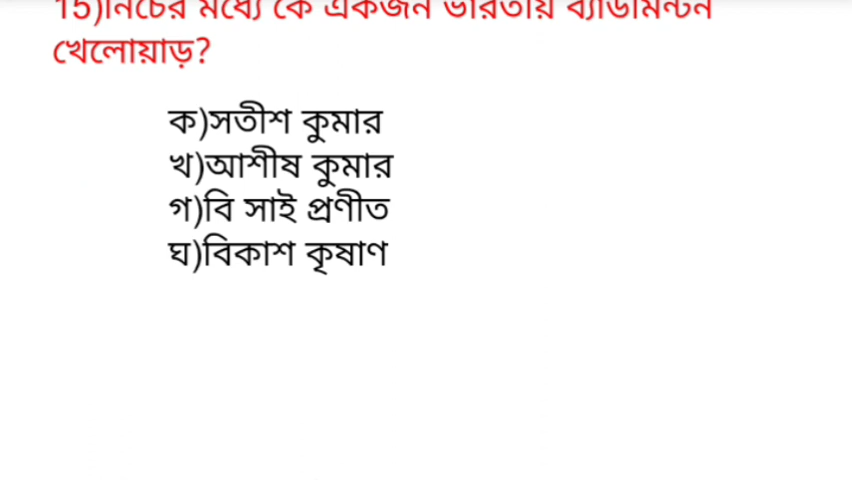 15)নিচের মধ্যে কে একজন ভারতীয় ব্যাডমিন্টন
খেলোয়াড়?
ক)সতীশ কুমার
খ)আশীষ কুমার
গ)বি সাই প্রণীত
ঘ)বিকাশ কৃষাণ